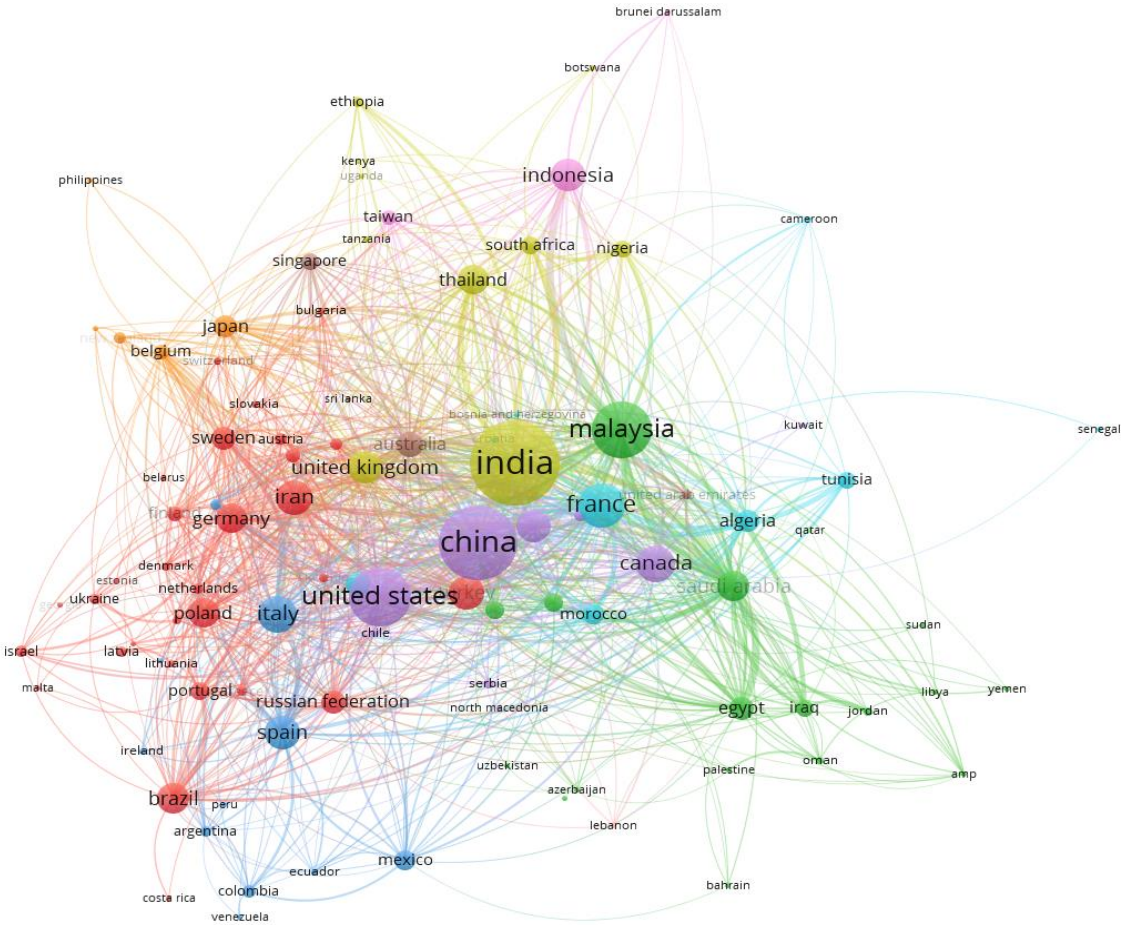 brunei darussalam
botswana
ethiopia
kenya
uganda
indonesia
philippines
taiwan
cameroon
tanzania
south africa
nigeria
singapore
thailand
bulgaria
japan
belgium
switzerland
slovakia
sri lanka
bosnia and herzegovina
kuwait
senegal
malaysia
sweden
austria
australia
croatia
united kingdom
india
belarus
tunisia
iran
france
united arab emirates
finland
germany
algeria
qatar
china
canada
denmark
estonia
netherlands
saudi arabia
ukraine
united states
poland
italy
morocco
chile
sudan
israel
latvia
lithuania
malta
portugal
serbia
libya
yemen
russian federation
north macedonia
egypt
iraq
jordan
spain
ireland
uzbekistan
palestine
oman
amp
brazil
peru
azerbaijan
argentina
lebanon
mexico
ecuador
colombia
bahrain
costa rica
venezuela